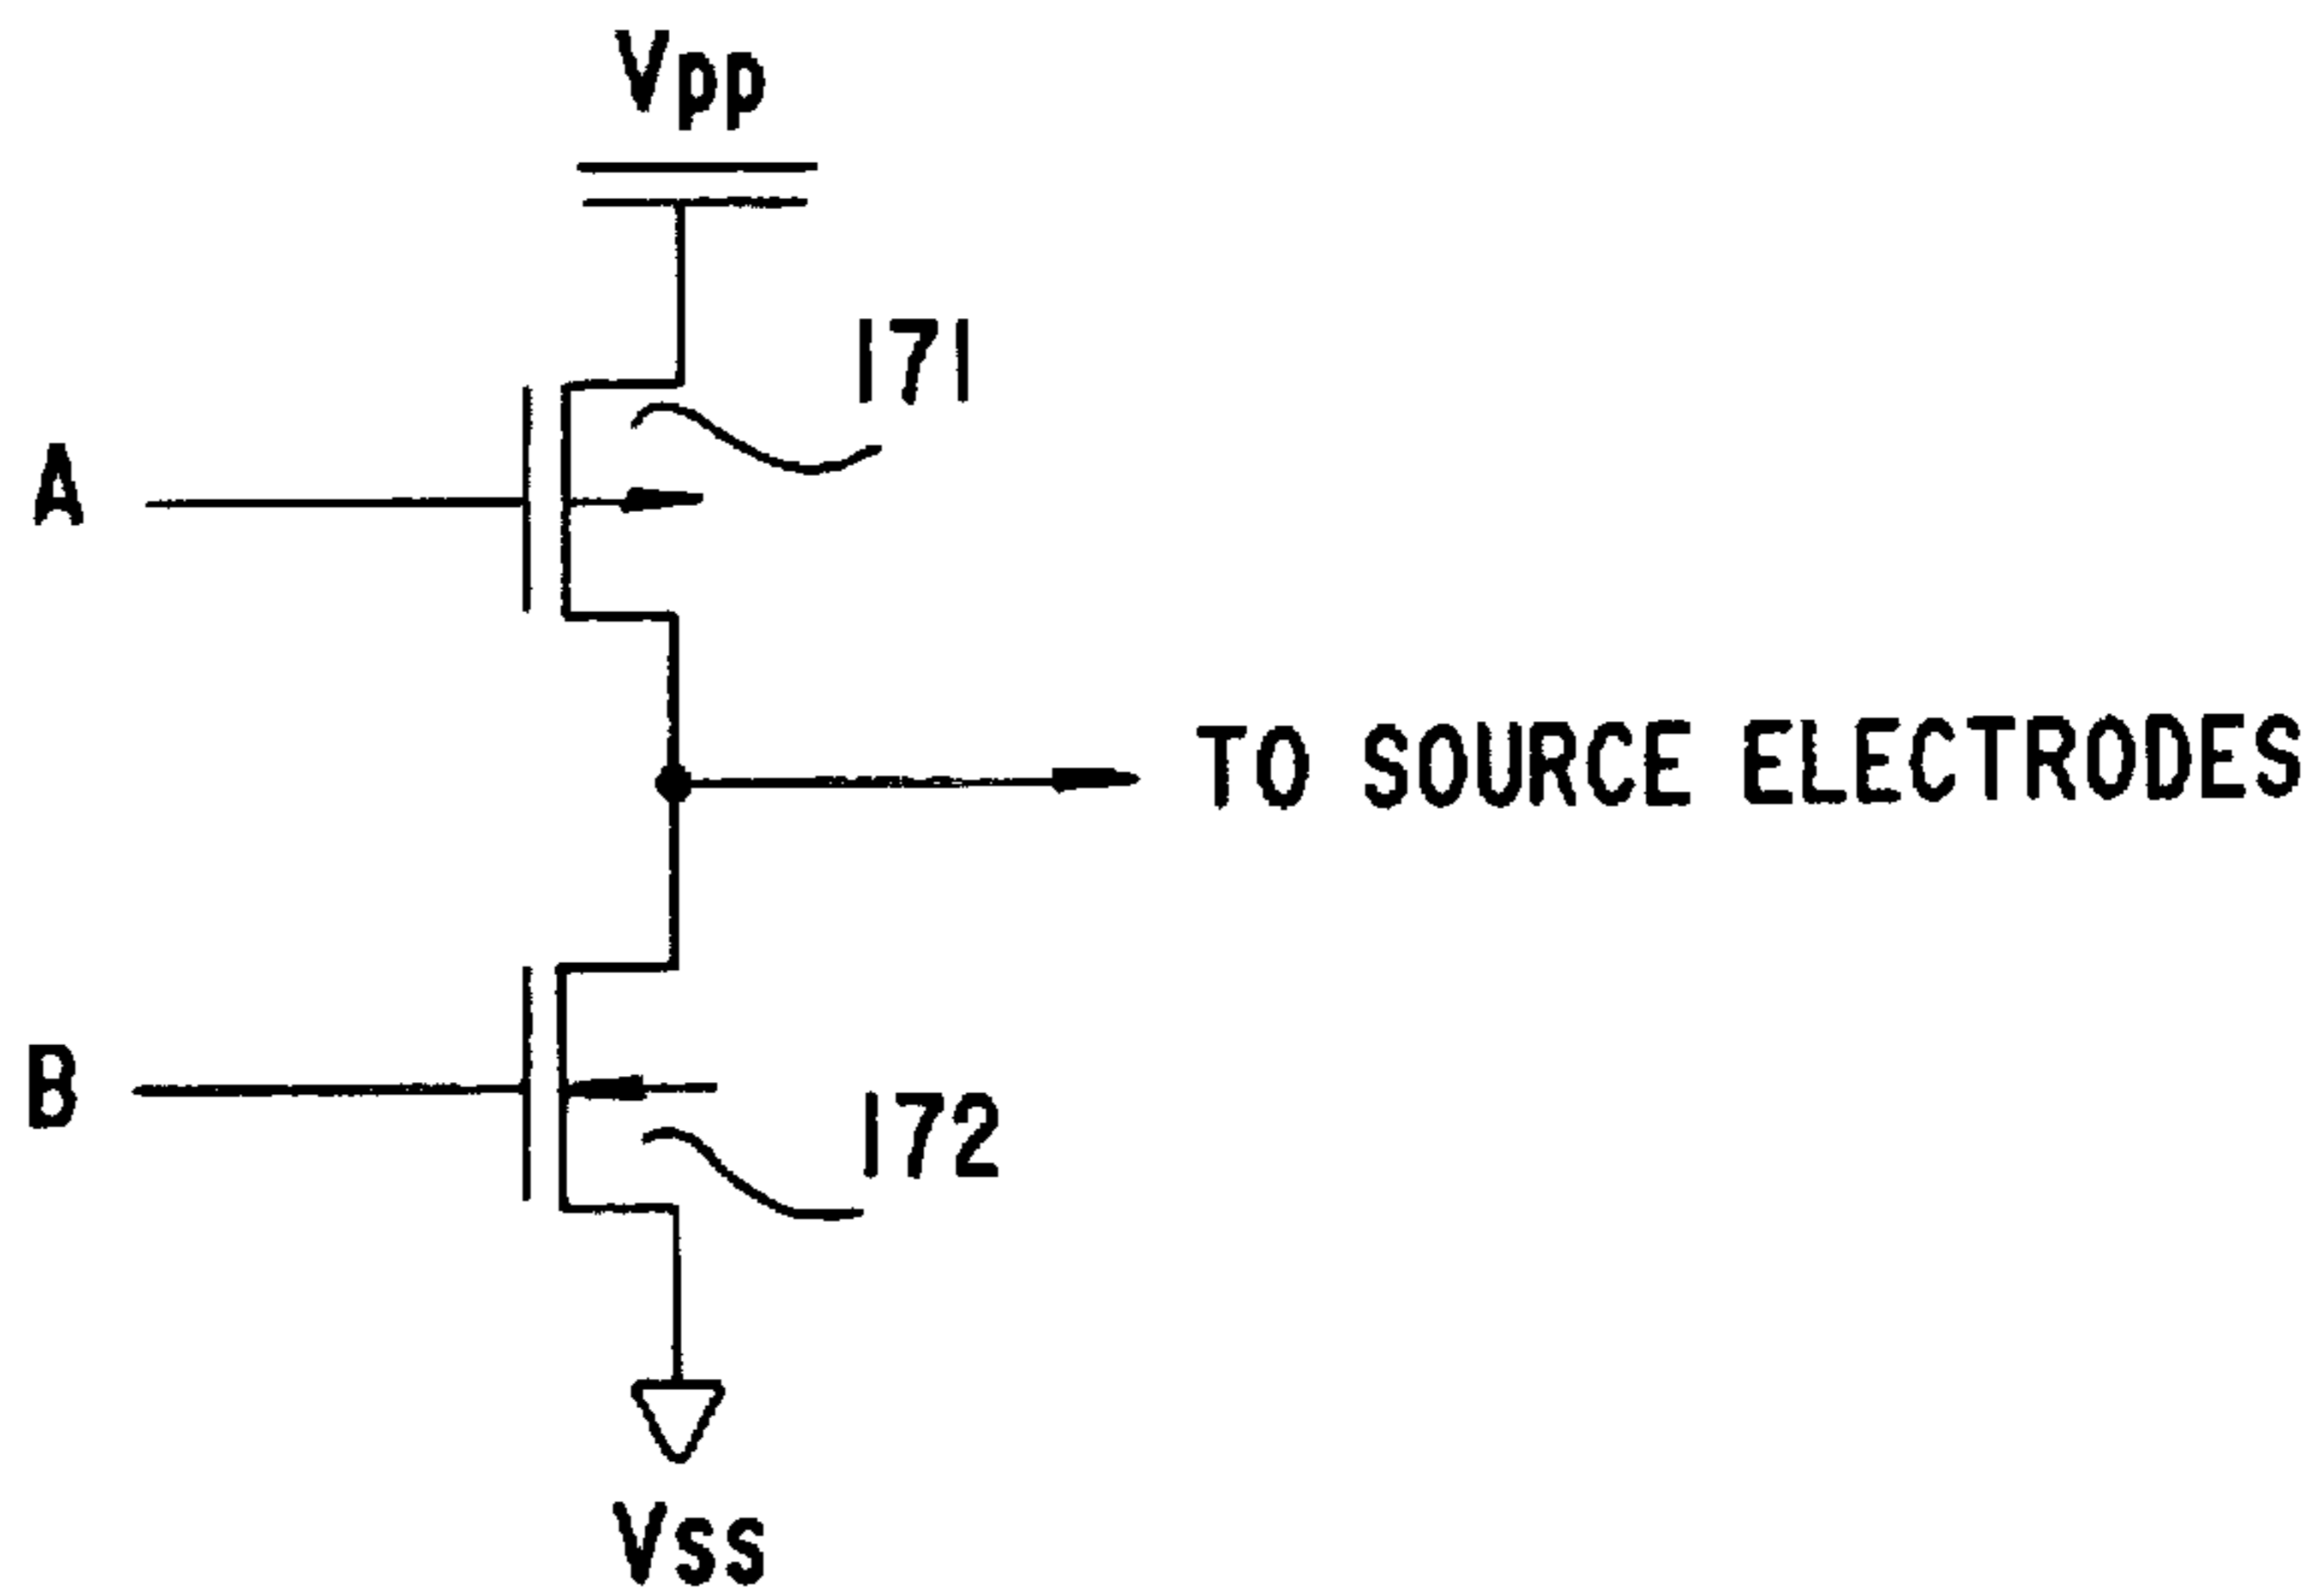 Vpp
171
A
TO SOURCE ELECTRODES
B
172
Vss